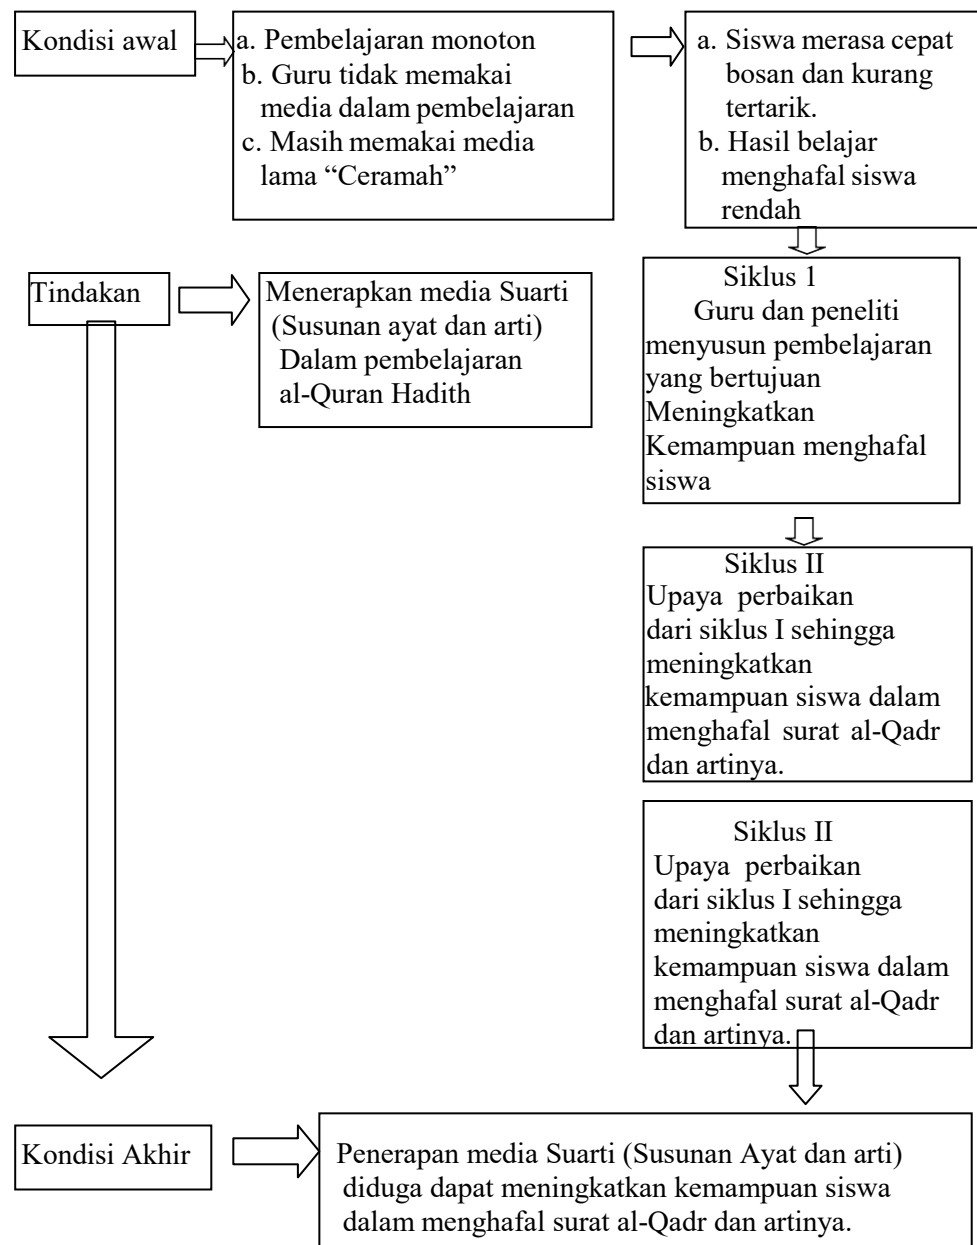 Kondisi awal
a. Pembelajaran monoton
b. Guru tidak memakai
media dalam pembelajaran
c. Masih memakai media
lama “Ceramah”
a. Siswa merasa cepat
bosan dan kurang
tertarik.
b. Hasil belajar
menghafal siswa
rendah
Tindakan
Menerapkan media Suarti
(Susunan ayat dan arti)
Dalam pembelajaran
al-Quran Hadith
Siklus 1
Guru dan peneliti
menyusun pembelajaran
yang bertujuan
Meningkatkan
Kemampuan menghafal
siswa
Siklus II
Upaya perbaikan
dari siklus I sehingga
meningkatkan
kemampuan siswa dalam
menghafal surat al-Qadr
dan artinya.
Siklus II
Upaya perbaikan
dari siklus I sehingga
meningkatkan
kemampuan siswa dalam
menghafal surat al-Qadr
dan artinya.
Kondisi Akhir
Penerapan media Suarti (Susunan Ayat dan arti)
diduga dapat meningkatkan kemampuan siswa
dalam menghafal surat al-Qadr dan artinya.